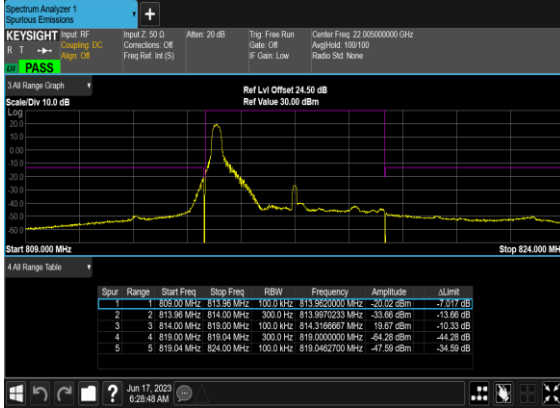 Spectrum Analyzer 1
Spurious Emissions
+
KEYSIGHT Input: RF Input Z: 50 Ω Atten: 20 dB Trig: Free Run Center Freq: 22.005000000 GHz
R T Coupling: DC Corrections: Off Gate: Off Avg|Hold: 100/100
Align: Off Freq Ref: Int (S) IF Gain: Low Radio Std: None
PASS
3 All Range Graph
Ref Lvl Offset 24.50 dB
Scale/Div 10.0 dB Ref Value 30.00 dBm
Log
20.0
10.0
0.00
-10.0
-20.0
-30.0
-40.0
-50.0
-60.0
Start 809.000 MHz Stop 824.000 MH
4 All Range Table
Spur Range Start Freq Stop Freq RBW Frequency Amplitude ΔLimit
1 1 809.00 MHz 813.96 MHz 100.0 kHz 813.9620000 MHz -20.02 dBm -7.017 dB
2 2 813.96 MHz 814.00 MHz 300.0 Hz 813.9970233 MHz -33.66 dBm -13.66 dB
3 3 814.00 MHz 819.00 MHz 100.0 kHz 814.3166667 MHz 19.67 dBm -10.33 dB
4 4 819.00 MHz 819.04 MHz 300.0 Hz 819.0000000 MHz -64.28 dBm -44.28 dB
5 5 819.04 MHz 824.00 MHz 100.0 kHz 819.0462700 MHz -47.59 dBm -34.59 dB
Jun 17, 2023
6:28:48 AM